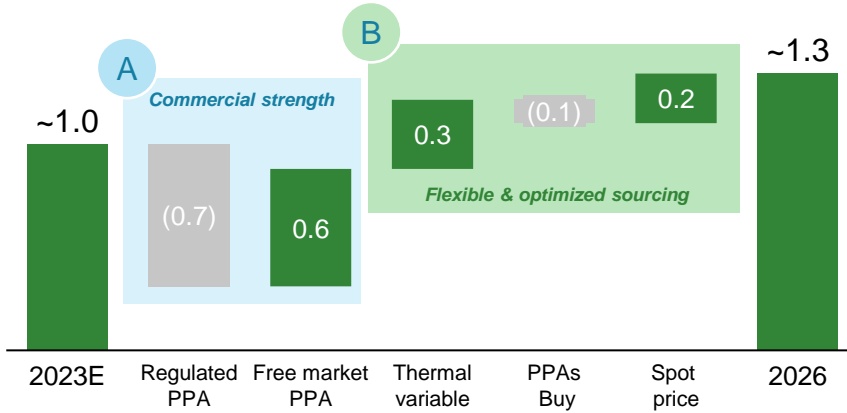 A
B
Commercial strength
~1.0
(0.7)
0.6
0.3
(0.1)
0.2
~1.3
Flexible & optimized sourcing
2023E
Regulated
PPA
Free market
PPA
Thermal
variable
PPAs
Buy
Spot
price
2026